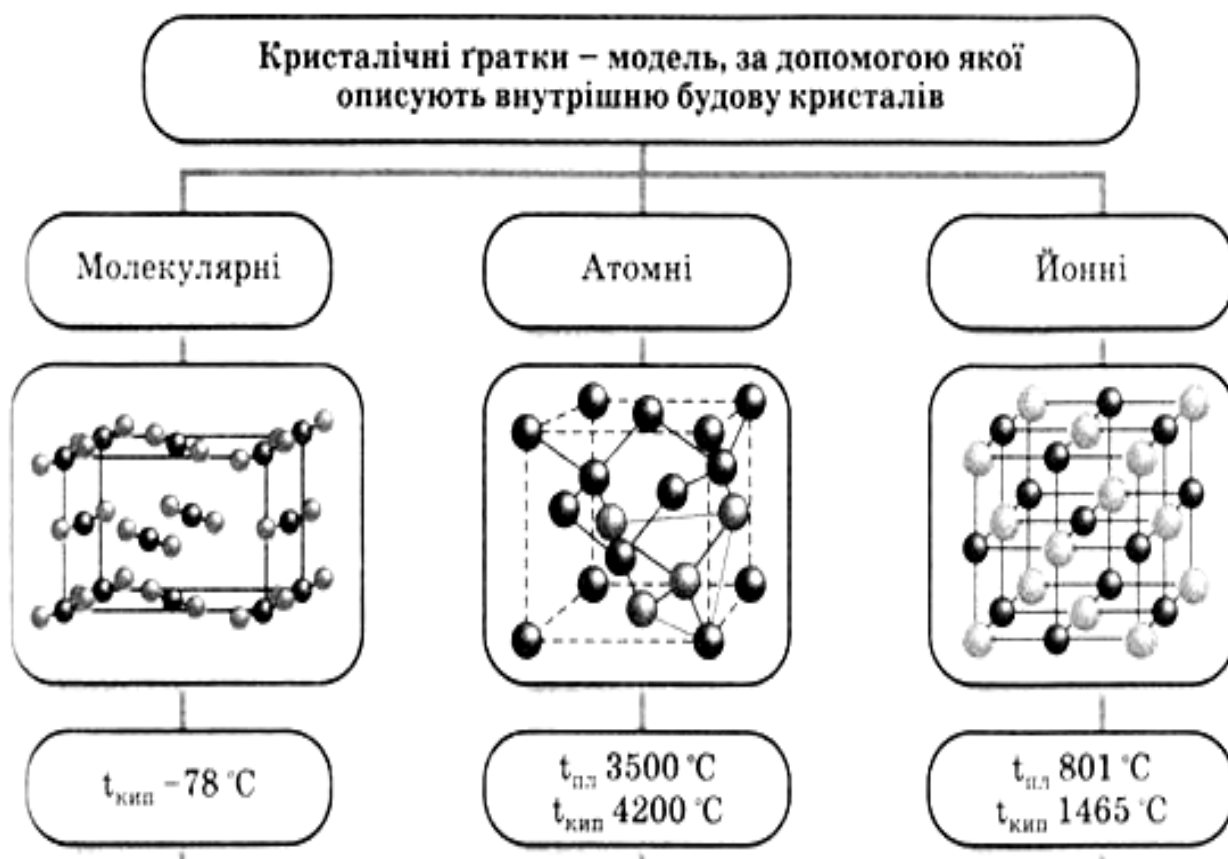 Кристалічні ґратки – модель, за допомогою якої
описують внутрішню будову кристалів
Молекулярні
Атомні
Йонні
tкип –78 °C
tпл 3500 °C
tкип 4200 °C
tпл 801 °C
tкип 1465 °C